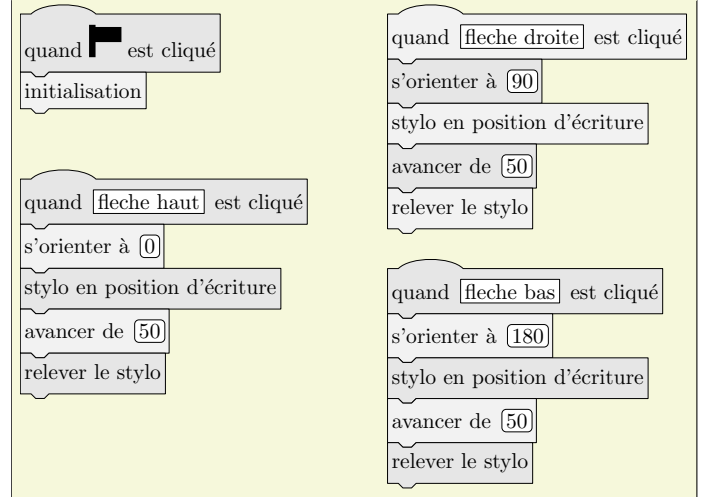 quand est cliqué
initialisation
quand fleche haut est cliqué
s'orienter à 0
stylo en position d'écriture
avancer de 50
relever le stylo
quand fleche droite est cliqué
s'orienter à 90
stylo en position d'écriture
avancer de 50
relever le stylo
quand fleche bas est cliqué
s'orienter à 180
stylo en position d'écriture
avancer de 50
relever le stylo